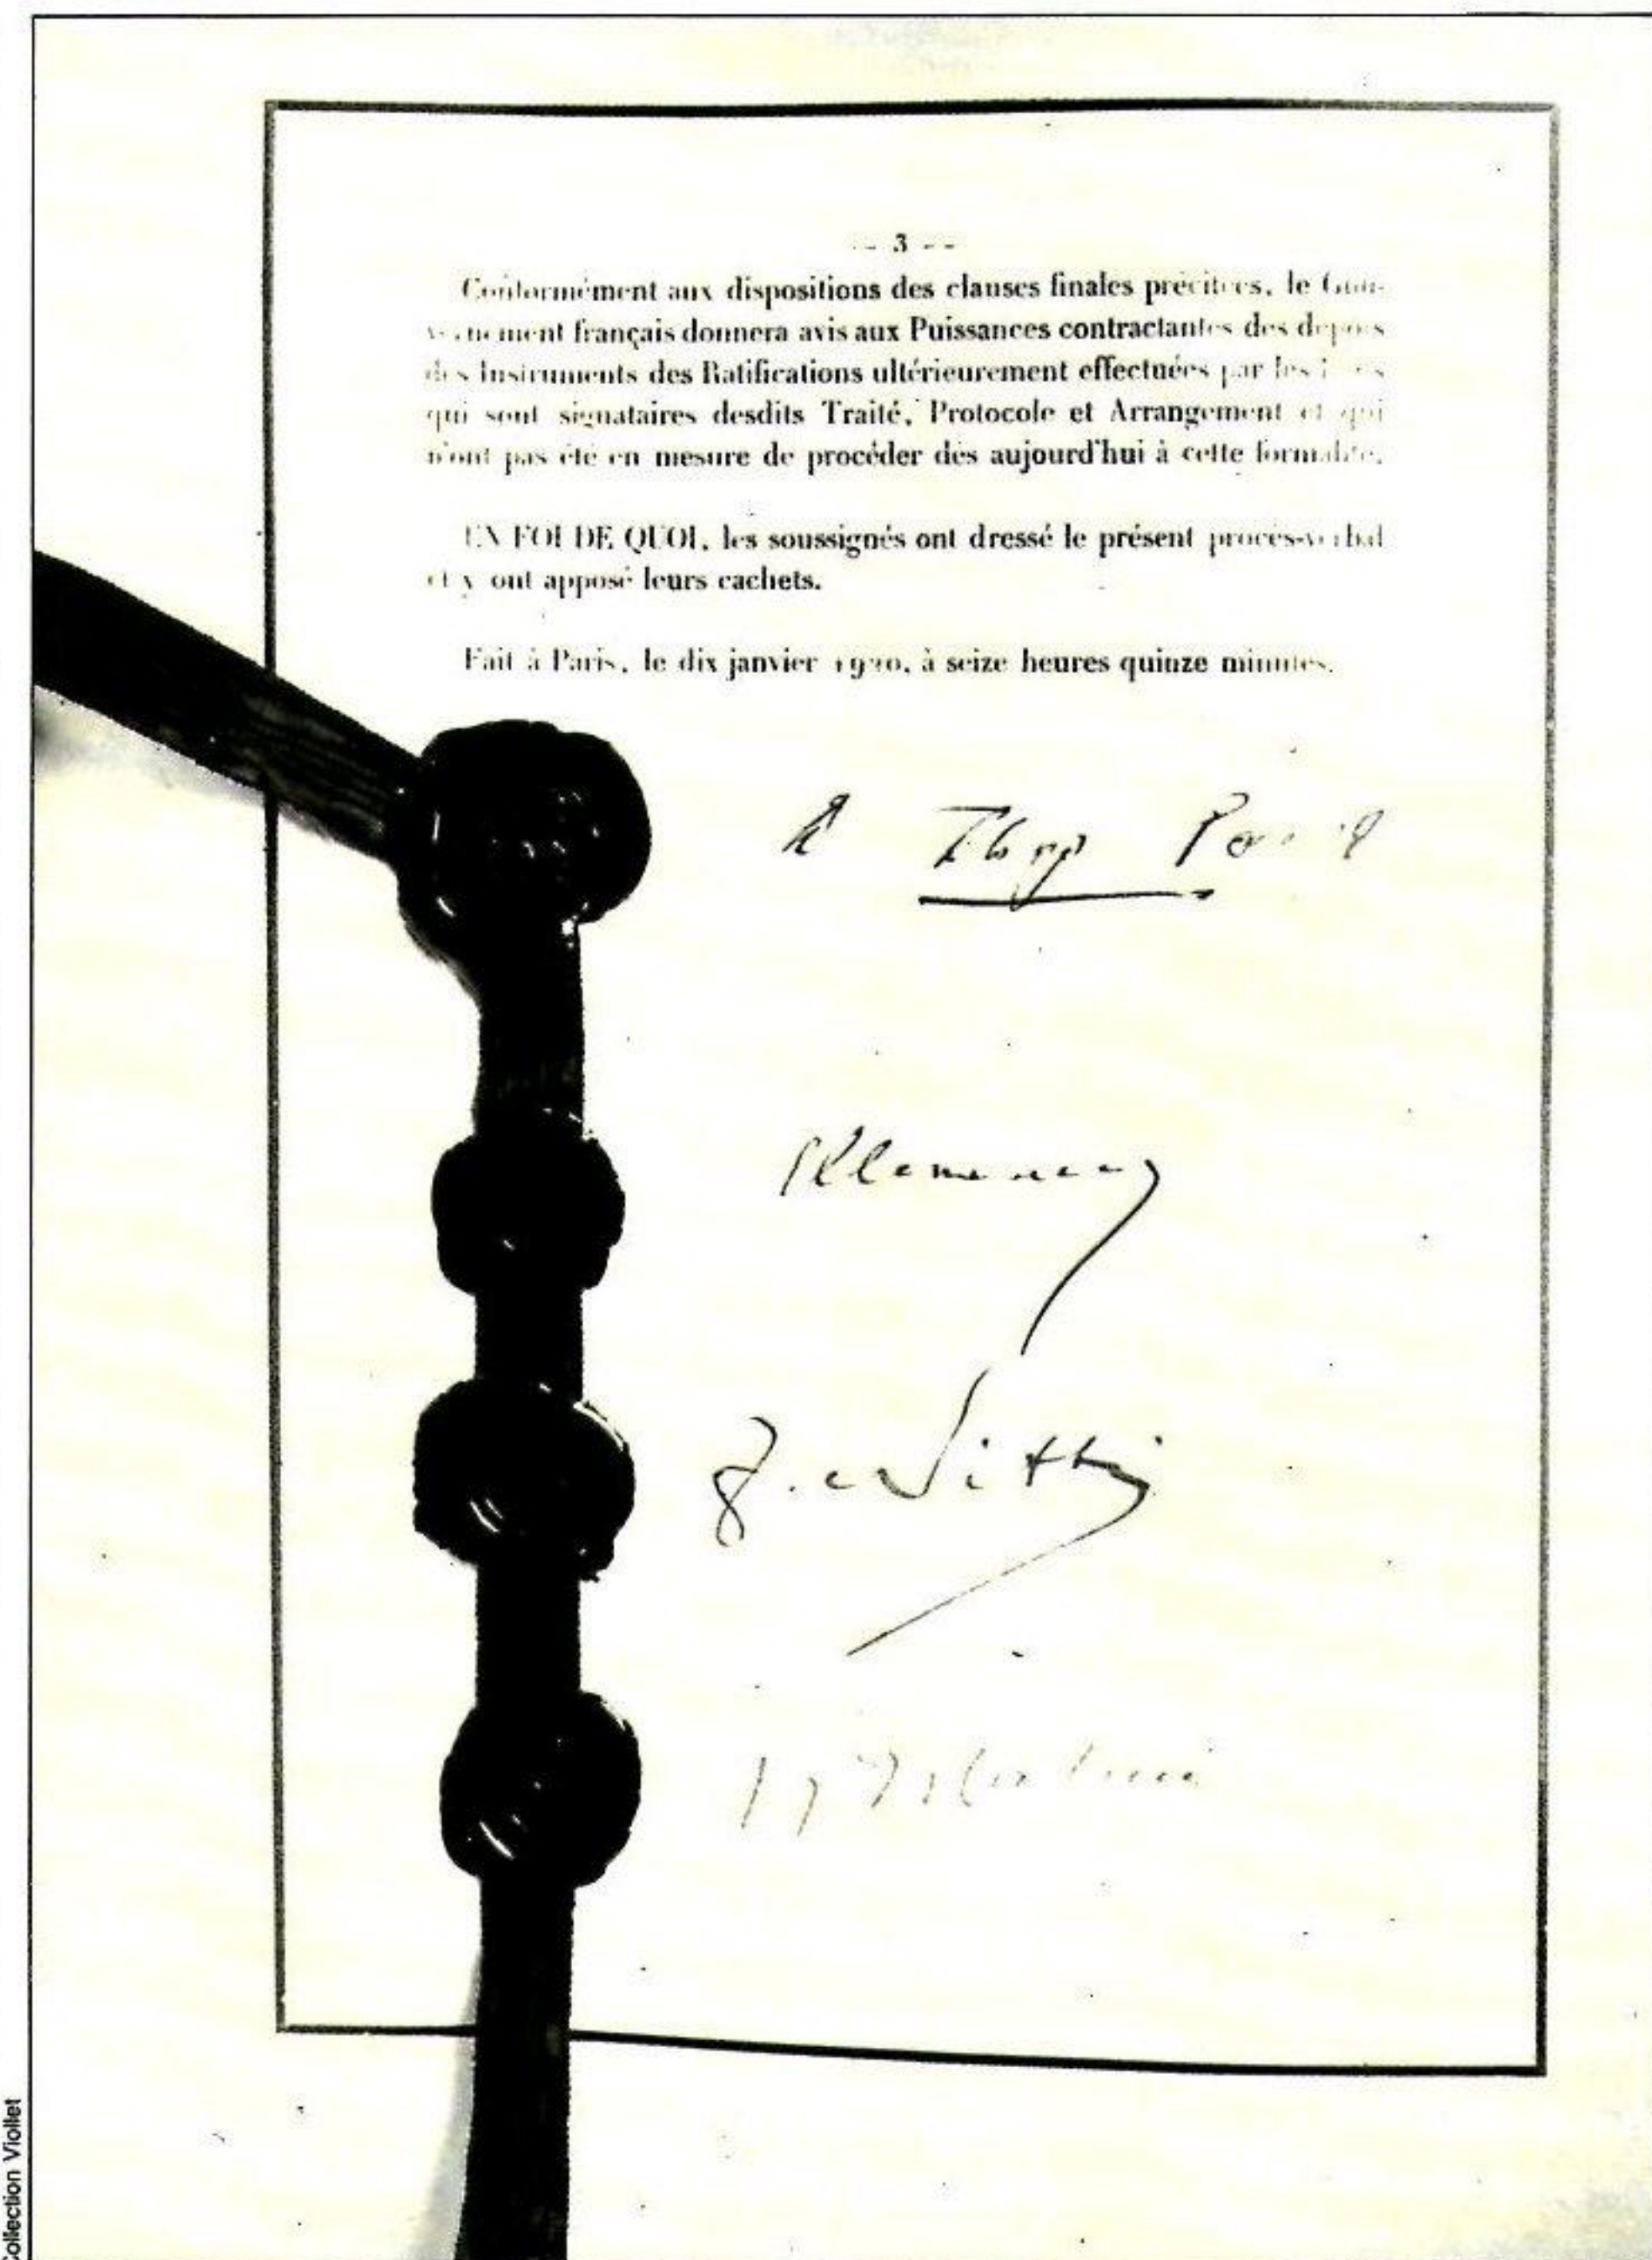 -- 3 --
Conformément aux dispositions des clauses finales précitées, le Gou-
vernement français donnera avis aux Puissances contractantes des dépôts
des Instruments des Ratifications ultérieurement effectuées par les
qui sont signataires desdits Traité, Protocole et Arrangement et qui
n'ont pas été en mesure de procéder dès aujourd'hui à cette formalité.
EN FOI DE QUOI, les soussignés ont dressé le présent procès-verbal
et y ont apposé leurs cachets.
Fait à Paris, le dix janvier 1920, à seize heures quinze minutes.
Collection Viollet